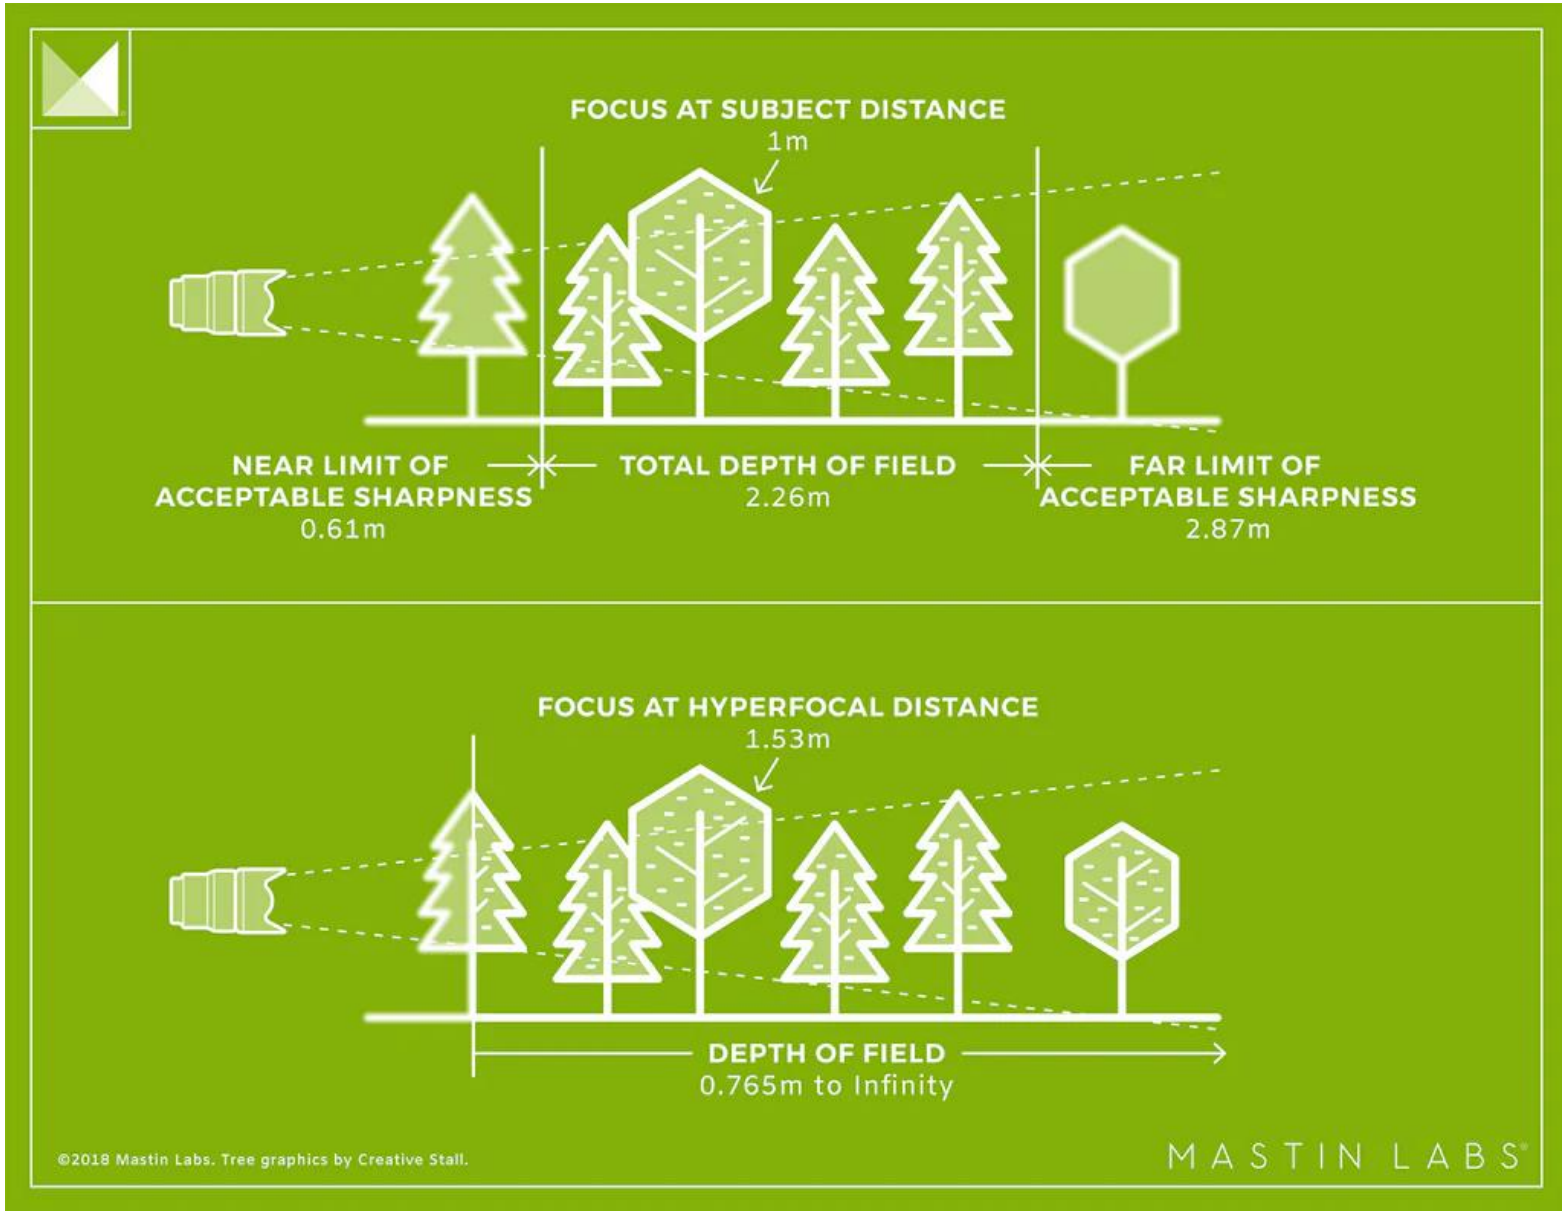 FOCUS AT SUBJECT DISTANCE
1m
NEAR LIMIT OF
ACCEPTABLE SHARPNESS
0.61m
TOTAL DEPTH OF FIELD
2.26m
FAR LIMIT OF
ACCEPTABLE SHARPNESS
2.87m
FOCUS AT HYPERFOCAL DISTANCE
1.53m
DEPTH OF FIELD
0.765m to Infinity
©2018 Mastin Labs. Tree graphics by Creative Stall.
MASTIN LABS®